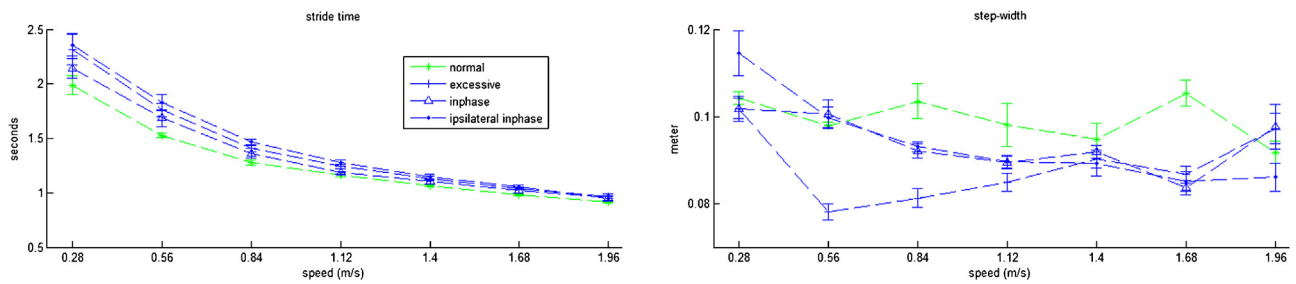 stride time
2.5
2
1.5
1
0.5
seconds
0.28 0.56 0.84 1.12 1.4 1.68 1.96
speed (m/s)
normal
excessive
inphase
ipsilateral inphase
step-width
0.12
0.1
0.08
meter
0.28 0.56 0.84 1.12 1.4 1.68 1.96
speed (m/s)